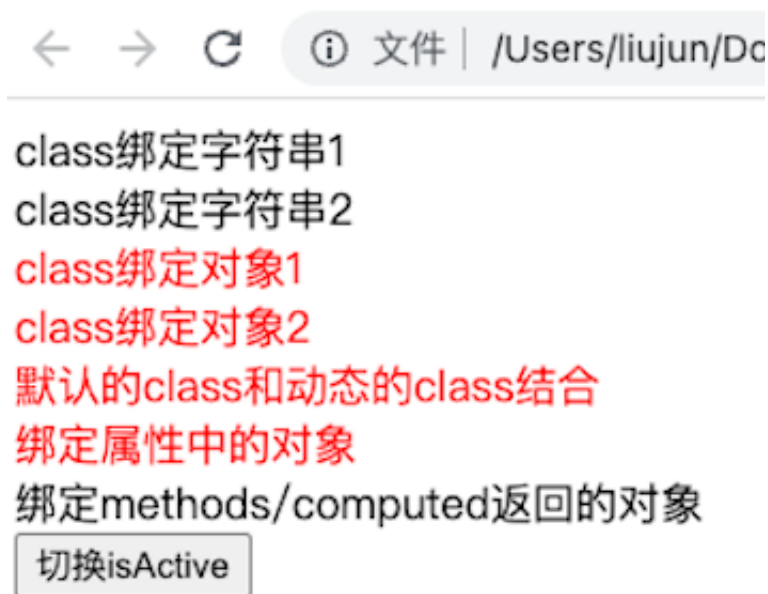 文件 /Users/liujun/Do
class绑定字符串1
class绑定字符串2
class绑定对象1
class绑定对象2
默认的class和动态的class结合
绑定属性中的对象
绑定methods/computed返回的对象
切换isActive